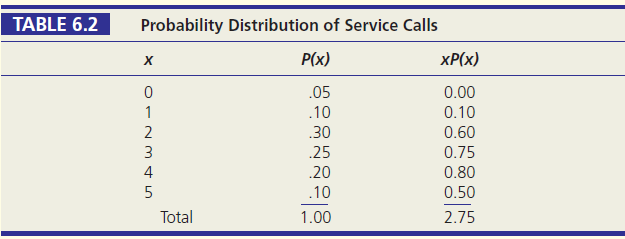 TABLE 6.2 Probability Distribution of Service Calls
x P(x) xP(x)
0 .05 0.00
1 .10 0.10
2 .30 0.60
3 .25 0.75
4 .20 0.80
5 .10 0.50
Total 1.00 2.75